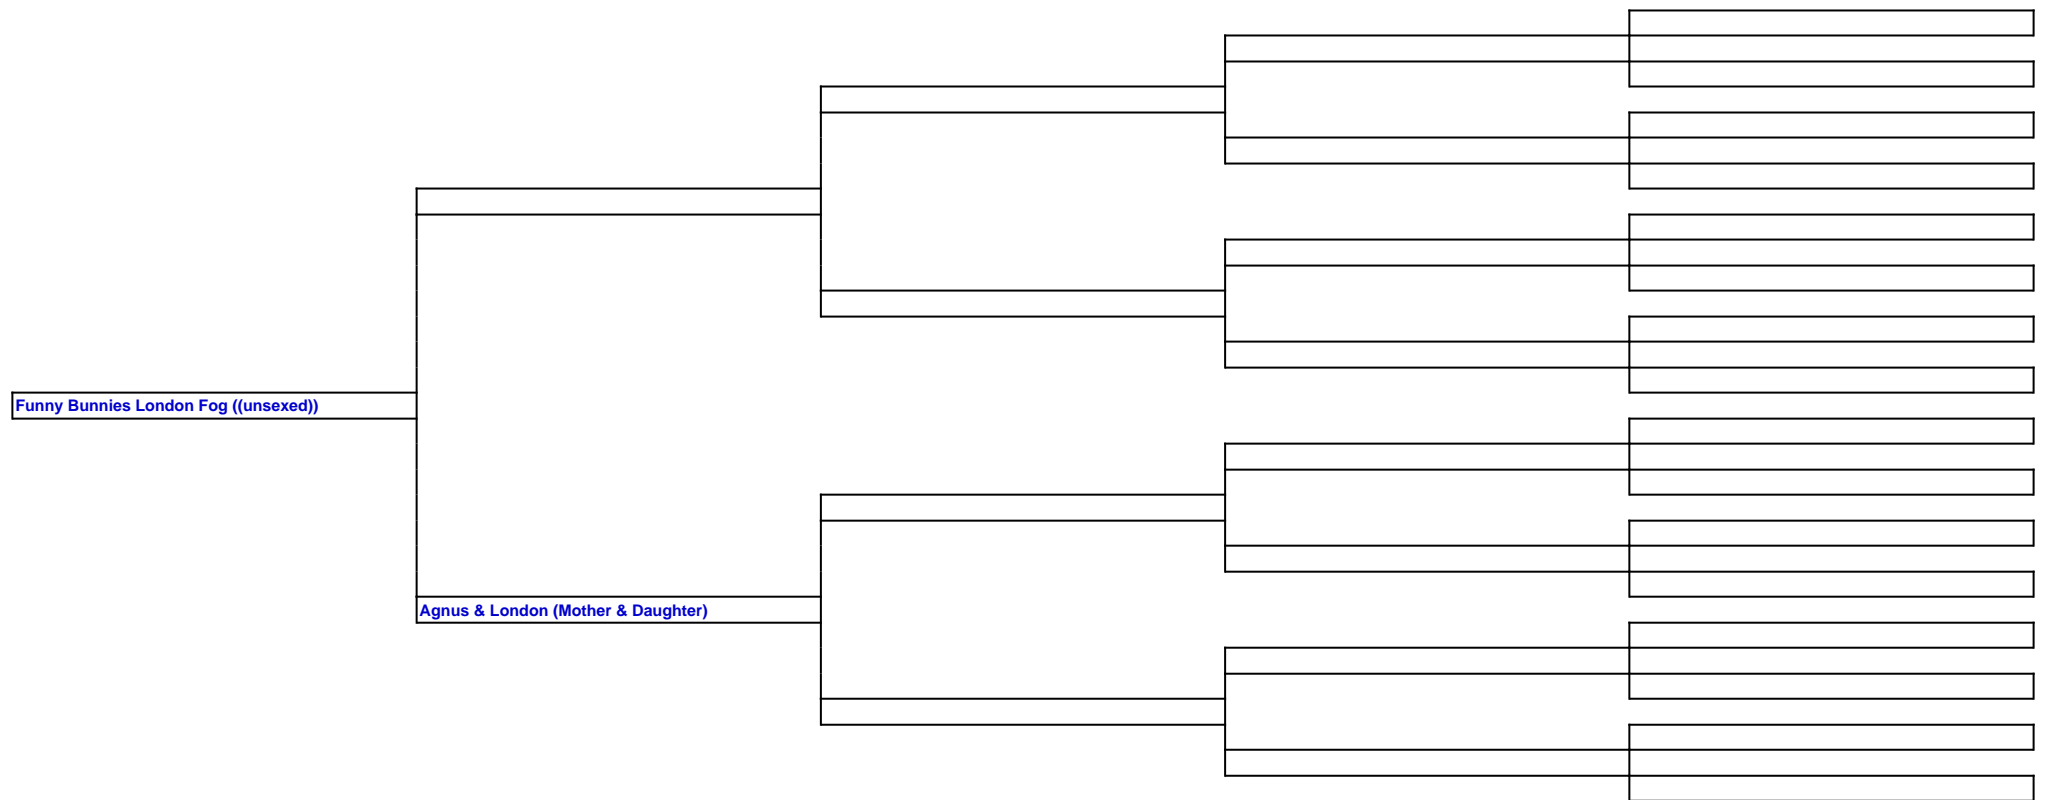 Funny Bunnies London Fog ((unsexed))
Agnus & London (Mother & Daughter)